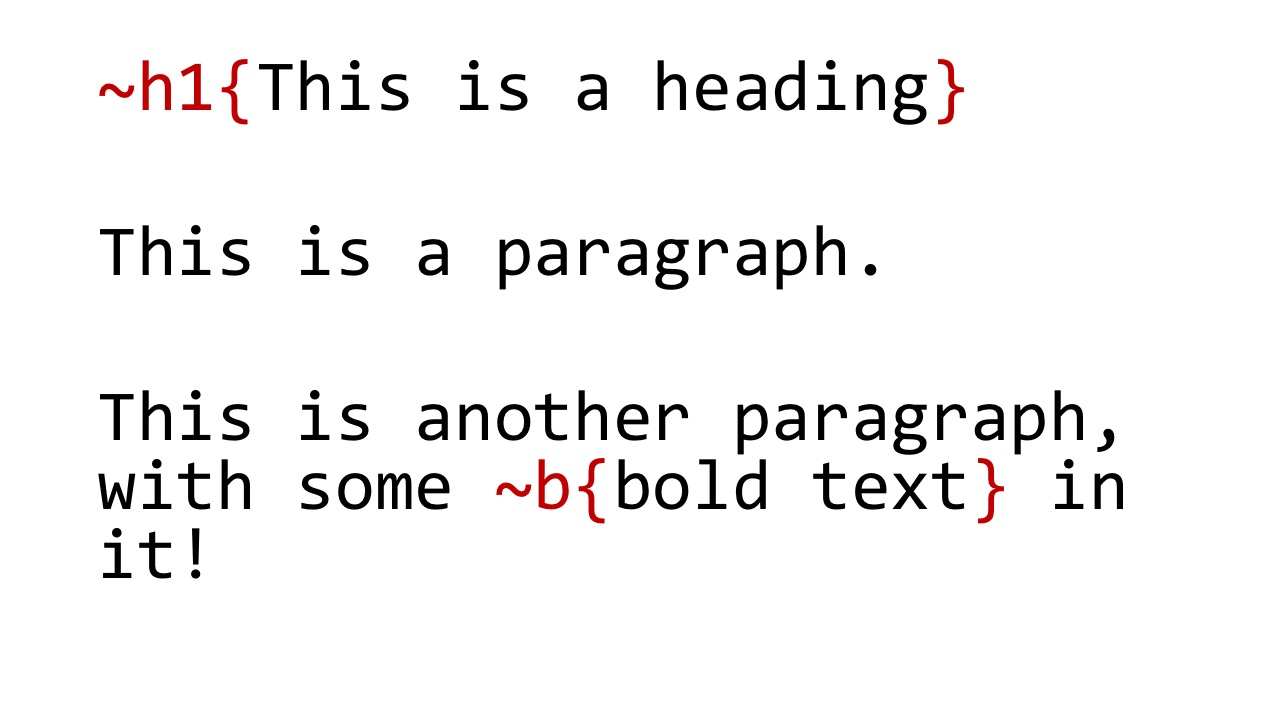 ~h1{This is a heading}
This is a paragraph.
This is another paragraph,
with some ~b{bold text} in
it!